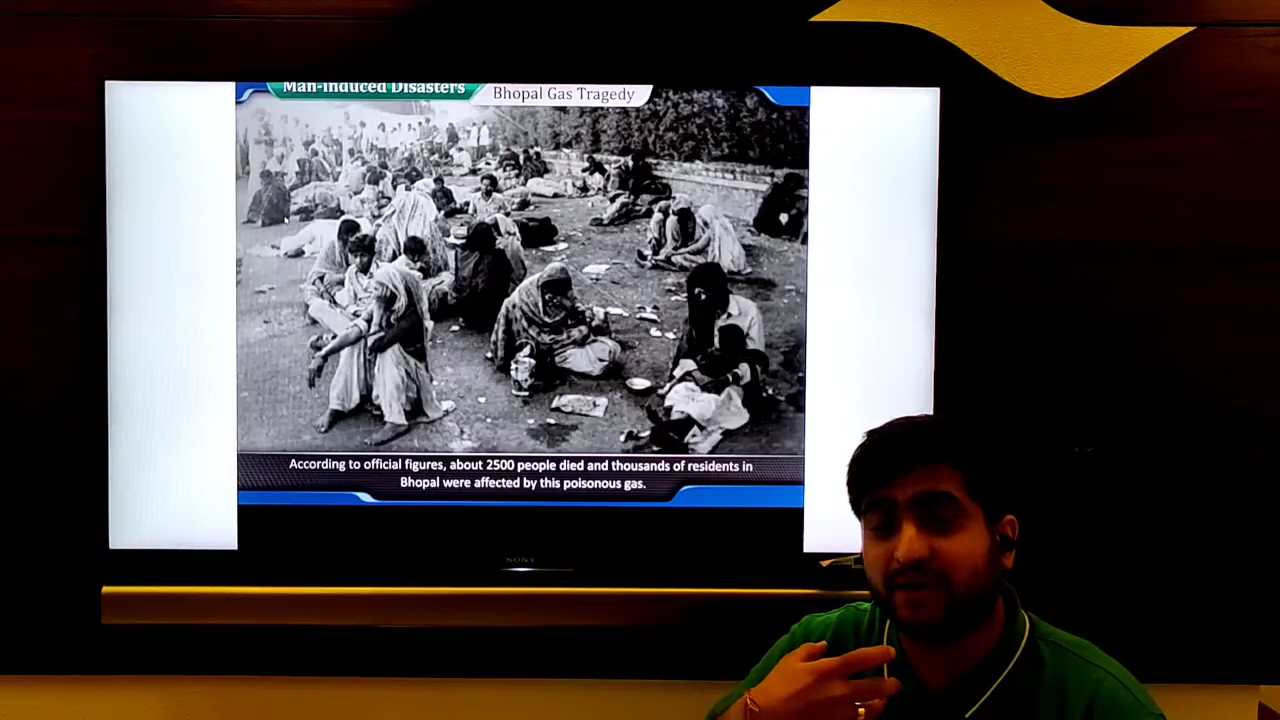 Man-induced Disasters
Bhopal Gas Tragedy
According to official figures, about 2500 people died and thousands of residents in
Bhopal were affected by this poisonous gas.
SONY